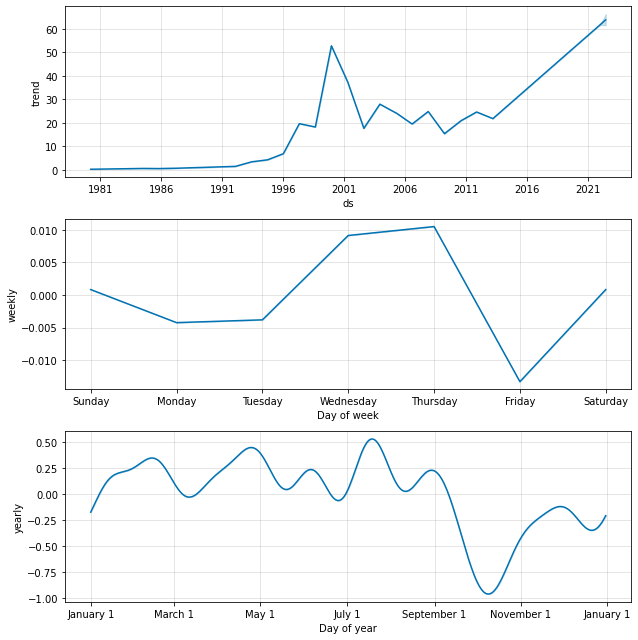 60
50
40
30
20
10
0
trend
1981 1986 1991 1996 2001 2006 2011 2016 2021
ds
0.010
0.005
0.000
−0.005
−0.010
weekly
Sunday Monday Tuesday Wednesday Thursday Friday Saturday
Day of week
0.50
0.25
0.00
−0.25
−0.50
−0.75
−1.00
yearly
January 1 March 1 May 1 July 1 September 1 November 1 January 1
Day of year